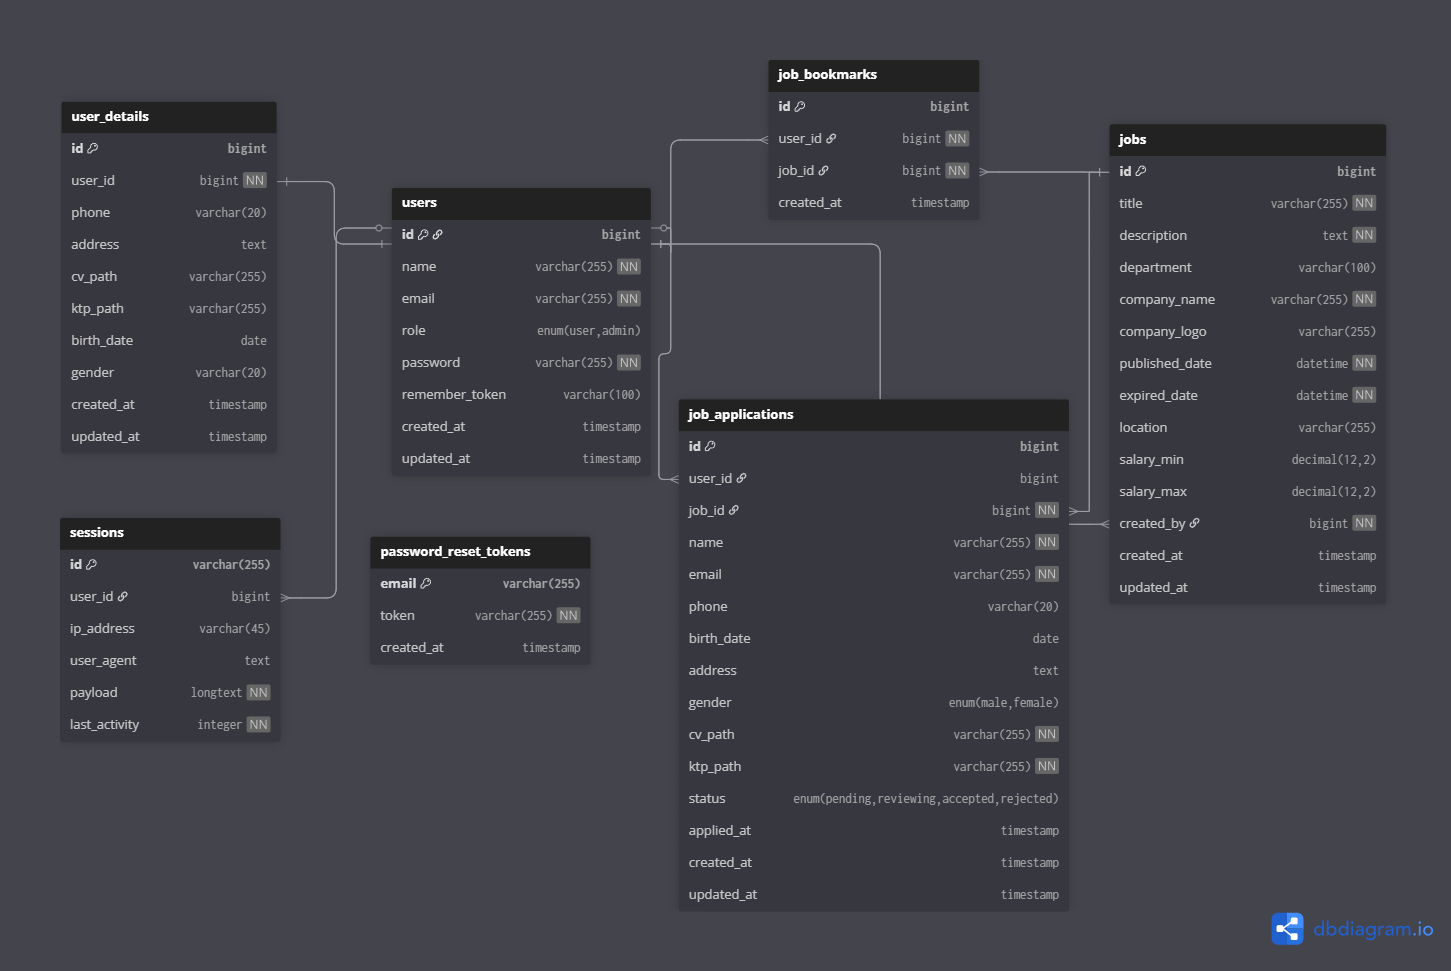 user_details
id bigint
user_id bigint NN
phone varchar(20)
address text
cv_path varchar(255)
ktp_path varchar(255)
birth_date date
gender varchar(20)
created_at timestamp
updated_at timestamp
users
id bigint
name varchar(255) NN
email varchar(255) NN
role enum(user,admin)
password varchar(255) NN
remember_token varchar(100)
created_at timestamp
updated_at timestamp
job_bookmarks
id bigint
user_id bigint NN
job_id bigint NN
created_at timestamp
jobs
id bigint
title varchar(255) NN
description text NN
department varchar(100)
company_name varchar(255) NN
company_logo varchar(255)
published_date datetime NN
expired_date datetime NN
location varchar(255)
salary_min decimal(12,2)
salary_max decimal(12,2)
created_by bigint NN
created_at timestamp
updated_at timestamp
sessions
id varchar(255)
user_id bigint
ip_address varchar(45)
user_agent text
payload longtext NN
last_activity integer NN
password_reset_tokens
email varchar(255)
token varchar(255) NN
created_at timestamp
job_applications
id bigint
user_id bigint
job_id bigint NN
name varchar(255) NN
email varchar(255) NN
phone varchar(20)
birth_date date
address text
gender enum(male,female)
cv_path varchar(255) NN
ktp_path varchar(255) NN
status enum(pending,reviewing,accepted,rejected)
applied_at timestamp
created_at timestamp
updated_at timestamp
dbdiagram.io